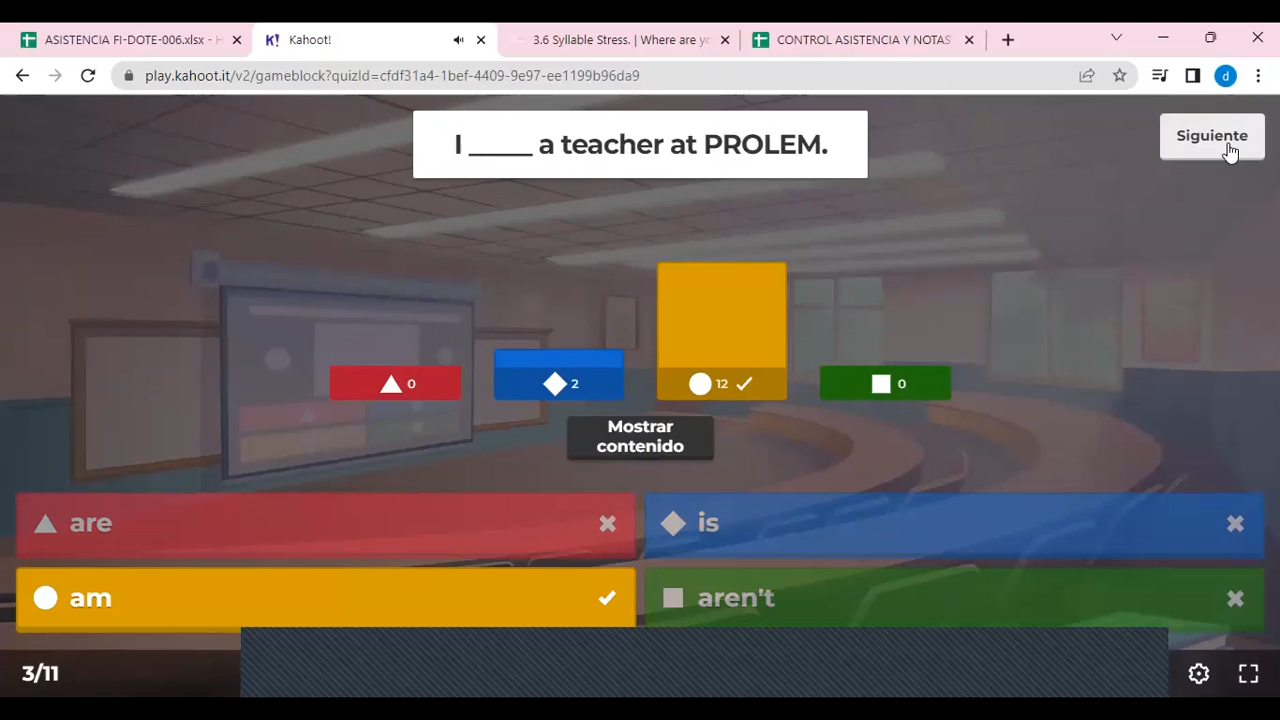 ASISTENCIA FI-DOTE-006.xlsx - H
K! Kahoot!
3.6 Syllable Stress. | Where are yo
CONTROL ASISTENCIA Y NOTAS
play.kahoot.it/v2/gameblock?quizId=cfdf31a4-1bef-4409-9e97-ee1199b96da9
d
I _____ a teacher at PROLEM.
Siguiente
0
2
12
0
Mostrar
contenido
are
is
am
aren't
3/11